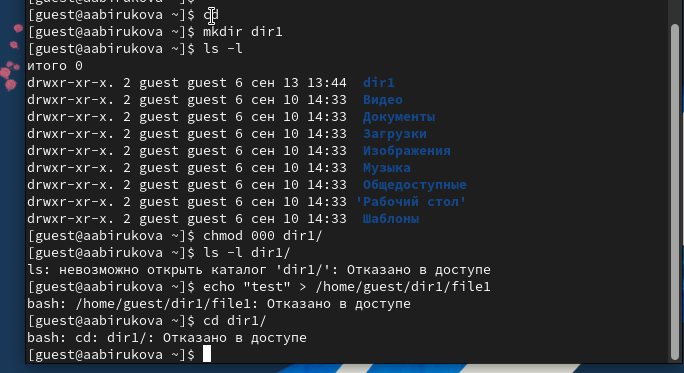 [guest@aabirukova ~]$ cd
[guest@aabirukova ~]$ mkdir dir1
[guest@aabirukova ~]$ ls -l
итого 0
drwxr-xr-x. 2 guest guest 6 сен 13 13:44  dir1
drwxr-xr-x. 2 guest guest 6 сен 10 14:33  Видео
drwxr-xr-x. 2 guest guest 6 сен 10 14:33  Документы
drwxr-xr-x. 2 guest guest 6 сен 10 14:33  Загрузки
drwxr-xr-x. 2 guest guest 6 сен 10 14:33  Изображения
drwxr-xr-x. 2 guest guest 6 сен 10 14:33  Музыка
drwxr-xr-x. 2 guest guest 6 сен 10 14:33  Общедоступные
drwxr-xr-x. 2 guest guest 6 сен 10 14:33 'Рабочий стол'
drwxr-xr-x. 2 guest guest 6 сен 10 14:33  Шаблоны
[guest@aabirukova ~]$ chmod 000 dir1/
[guest@aabirukova ~]$ ls -l dir1/
ls: невозможно открыть каталог 'dir1/': Отказано в доступе
[guest@aabirukova ~]$ echo "test" > /home/guest/dir1/file1
bash: /home/guest/dir1/file1: Отказано в доступе
[guest@aabirukova ~]$ cd dir1/
bash: cd: dir1/: Отказано в доступе
[guest@aabirukova ~]$